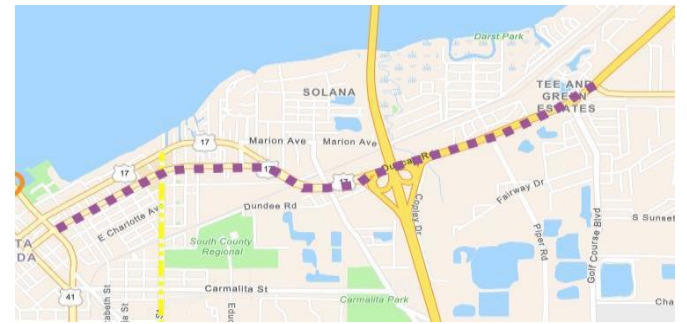 Darst Park
SOLANA
TEE AND
GREEN
ESTATES
17
Marion Ave
Marion Ave
17
17
17
Duncan Rd
E Charlotte Av
Dundee Rd
Copley Dr
Fairway Dr
Piper Rd
Golf Course Blvd
S Sunset
TA
DA
South County
Regional
41
Carmalita St
Carmalita Park
Cha